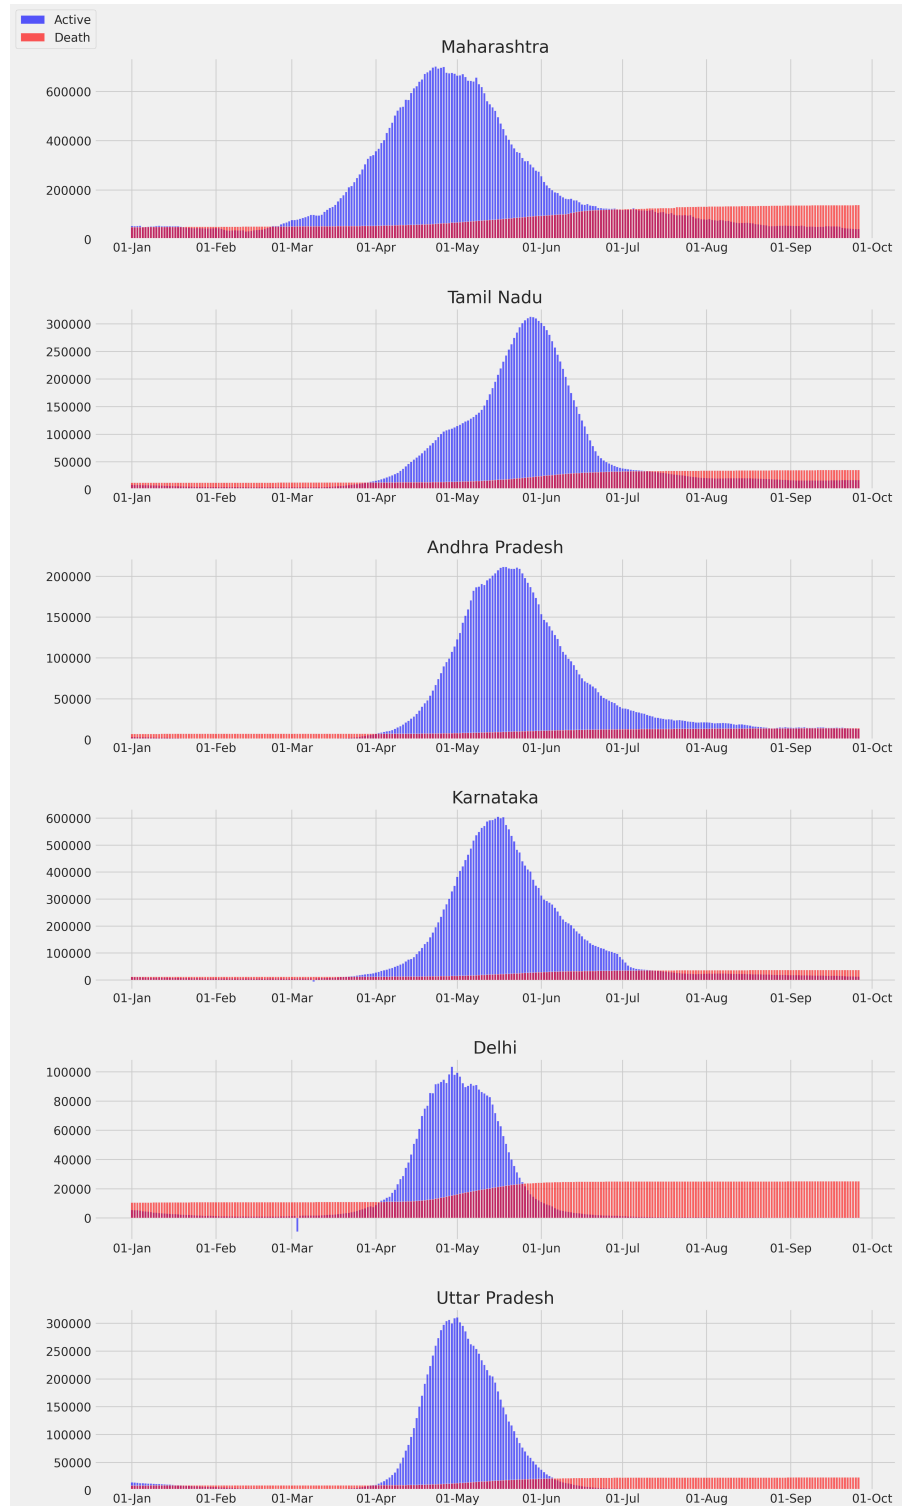 Active
Death
Maharashtra
600000
400000
200000
0
01-Jan 01-Feb 01-Mar 01-Apr 01-May 01-Jun 01-Jul 01-Aug 01-Sep 01-Oct
Tamil Nadu
300000
250000
200000
150000
100000
50000
0
01-Jan 01-Feb 01-Mar 01-Apr 01-May 01-Jun 01-Jul 01-Aug 01-Sep 01-Oct
Andhra Pradesh
200000
150000
100000
50000
0
01-Jan 01-Feb 01-Mar 01-Apr 01-May 01-Jun 01-Jul 01-Aug 01-Sep 01-Oct
Karnataka
600000
500000
400000
300000
200000
100000
0
01-Jan 01-Feb 01-Mar 01-Apr 01-May 01-Jun 01-Jul 01-Aug 01-Sep 01-Oct
Delhi
100000
80000
60000
40000
20000
0
01-Jan 01-Feb 01-Mar 01-Apr 01-May 01-Jun 01-Jul 01-Aug 01-Sep 01-Oct
Uttar Pradesh
300000
250000
200000
150000
100000
50000
0
01-Jan 01-Feb 01-Mar 01-Apr 01-May 01-Jun 01-Jul 01-Aug 01-Sep 01-Oct